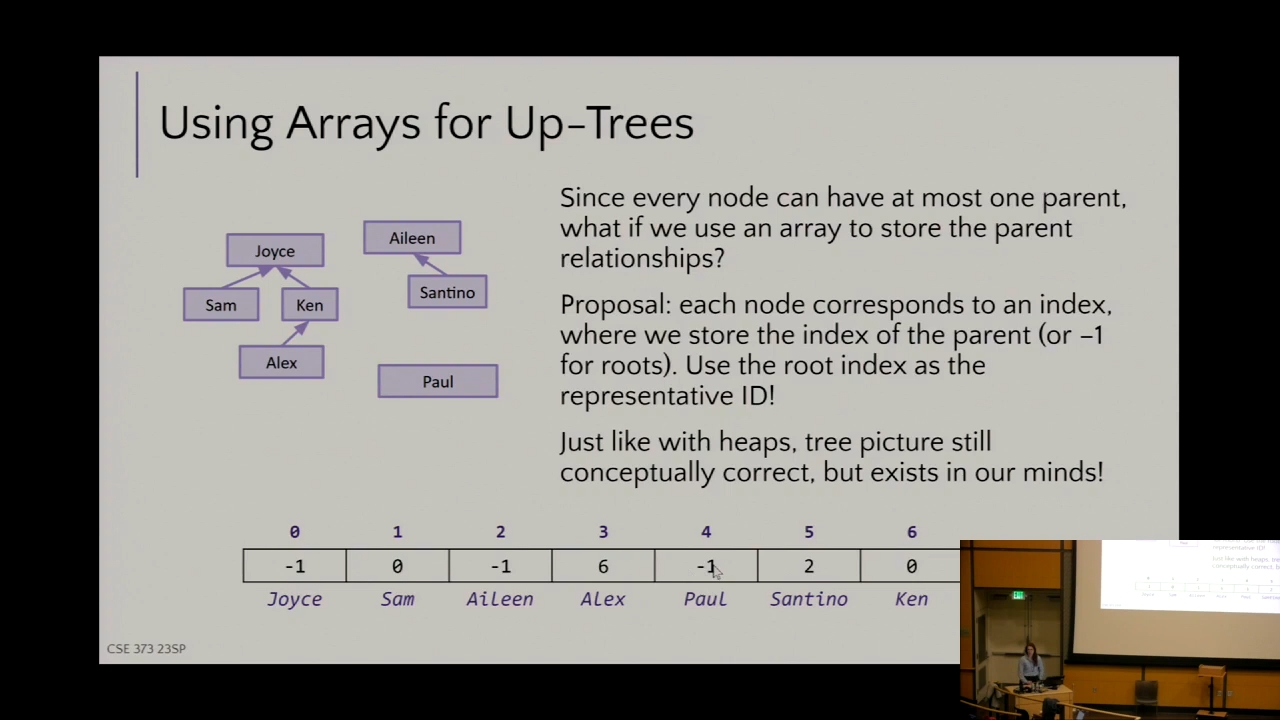 Using Arrays for Up-Trees
Since every node can have at most one parent,
what if we use an array to store the parent
relationships?
Proposal: each node corresponds to an index,
where we store the index of the parent (or -1
for roots). Use the root index as the
representative ID!
Just like with heaps, tree picture still
conceptually correct, but exists in our minds!
Joyce
Aileen
Sam
Ken
Santino
Alex
Paul
0 1 2 3 4 5 6
-1 0 -1 6 -1 2 0
Joyce Sam Aileen Alex Paul Santino Ken
CSE 373 23SP